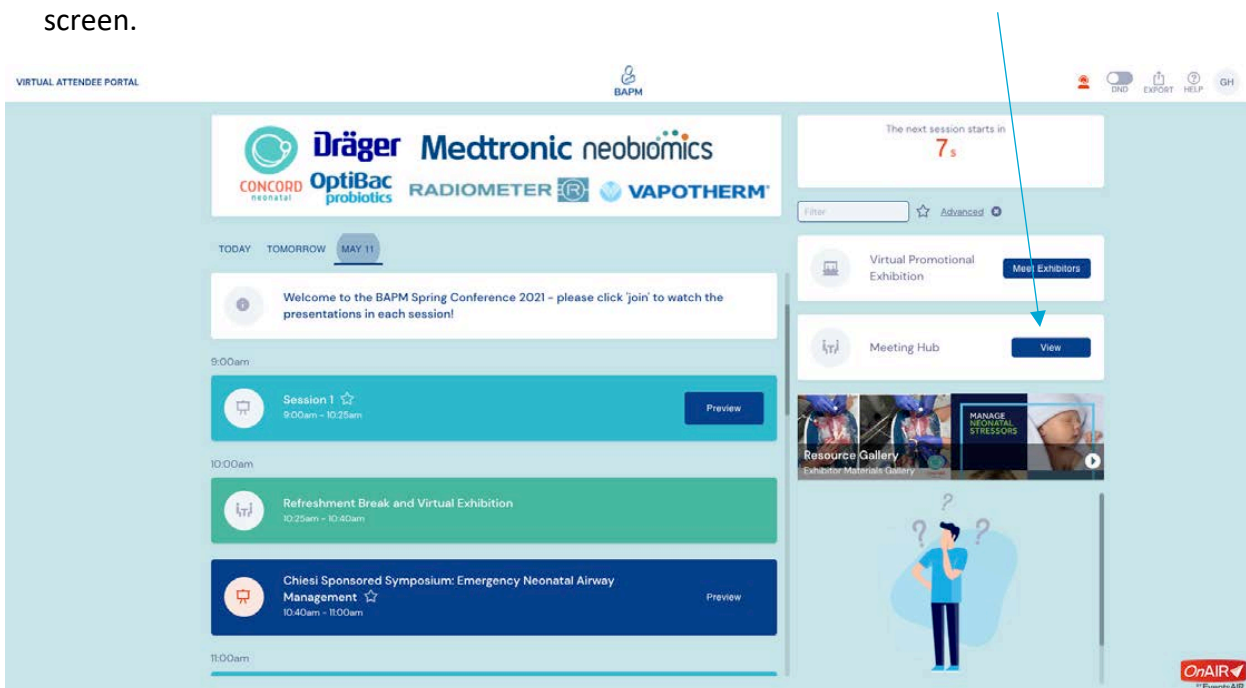 screen.
VIRTUAL ATTENDEE PORTAL
BAPM
DND
EXPORT
HELP
GH
CONCORD
neonatal
Dräger
Medtronic
neobiomics
OptiBac
probiotics
RADIOMETER R
VAPOTHERM
The next session starts in
7 s
Filter
Advanced
TODAY TOMORROW MAY 11
Virtual Promotional
Exhibition
Meet Exhibitors
Welcome to the BAPM Spring Conference 2021 - please click 'join' to watch the
presentations in each session!
Meeting Hub
View
9:00am
Session 1
9:00am - 10:25am
Preview
MANAGE
NEONATAL
STRESSORS
Resource Gallery
Exhibitor Materials Gallery
10:00am
Refreshment Break and Virtual Exhibition
10:25am - 10:40am
? ? ?
Chiesi Sponsored Symposium: Emergency Neonatal Airway
Management
10:40am - 11:00am
Preview
11:00am
OnAIR
BY EventsAIR